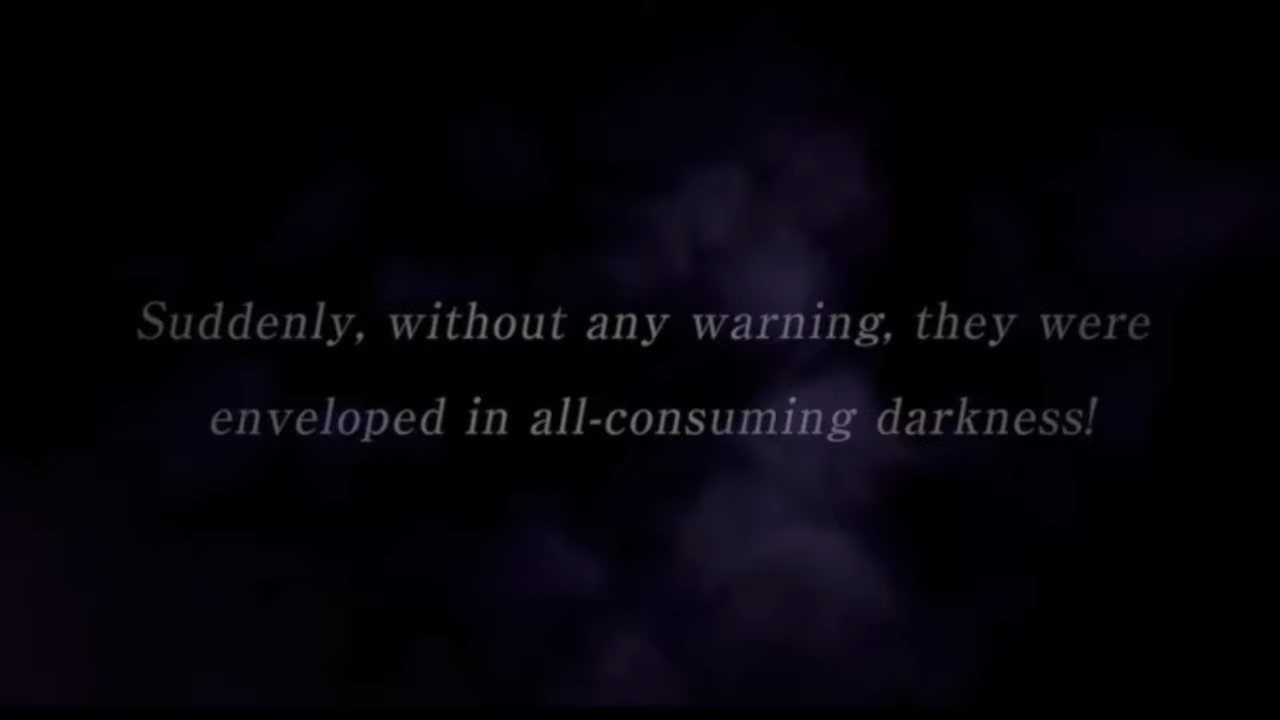 Suddenly, without any warning, they were
enveloped in all-consuming darkness!